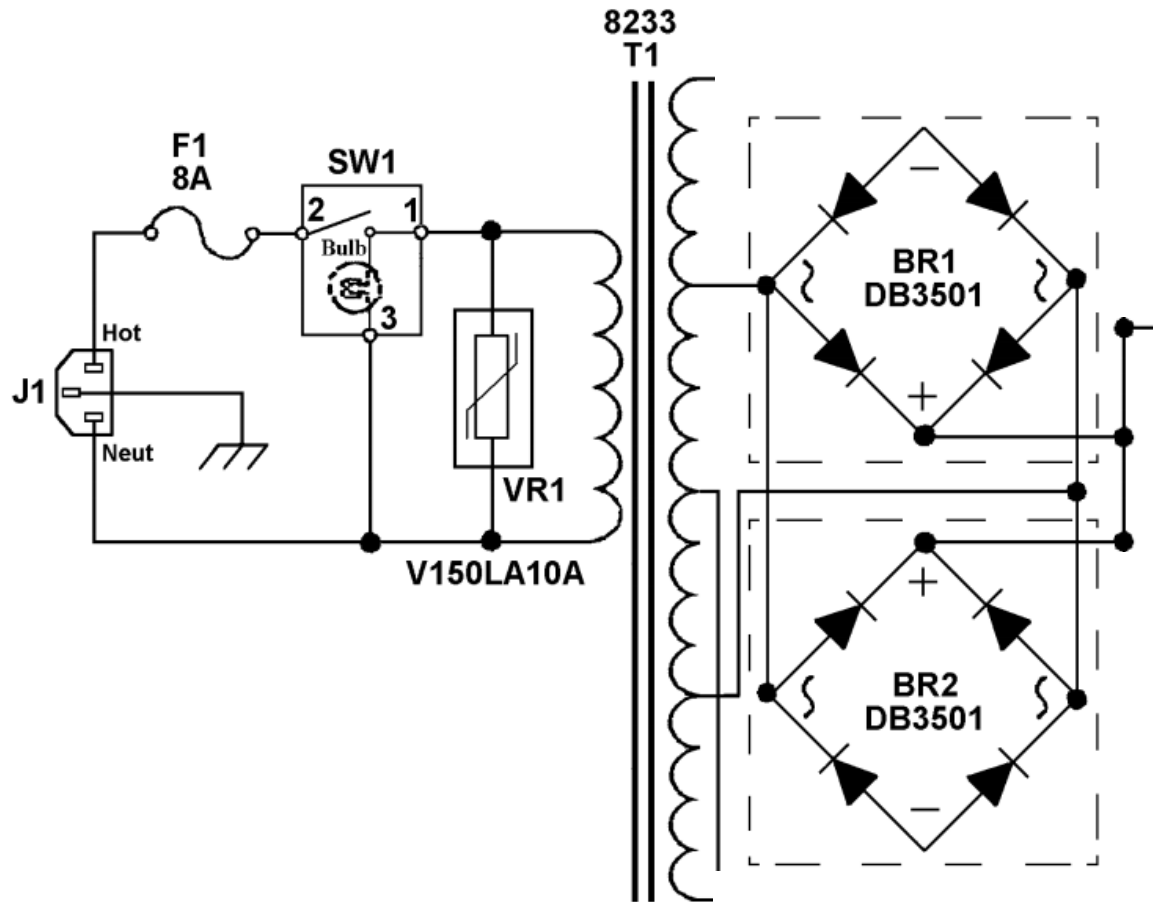 8233
T1
F1
8A
SW1
2
1
Bulb
3
Hot
J1
Neut
VR1
V150LA10A
−
~
~
BR1
DB3501
+
+
~
~
BR2
DB3501
−